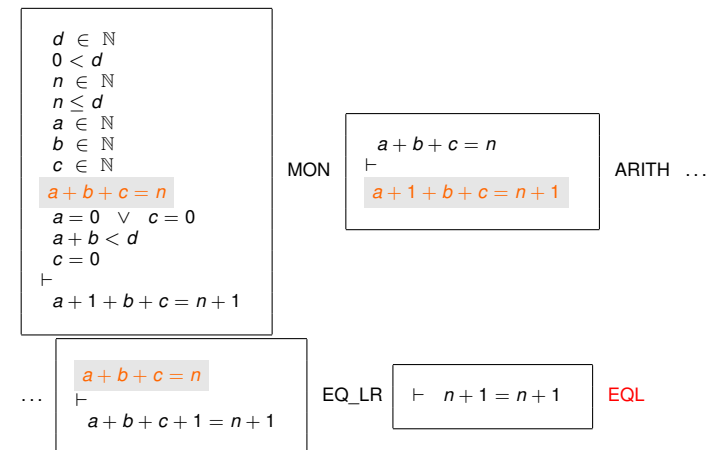 d ∈ ℕ
0 < d
n ∈ ℕ
n ≤ d
a ∈ ℕ
b ∈ ℕ
c ∈ ℕ
a + b + c = n
a = 0 ∨ c = 0
a + b < d
c = 0
⊢
a + 1 + b + c = n + 1
MON
a + b + c = n
⊢
a + 1 + b + c = n + 1
ARITH ...
...
a + b + c = n
⊢
a + b + c + 1 = n + 1
EQ_LR
⊢ n + 1 = n + 1
EQL